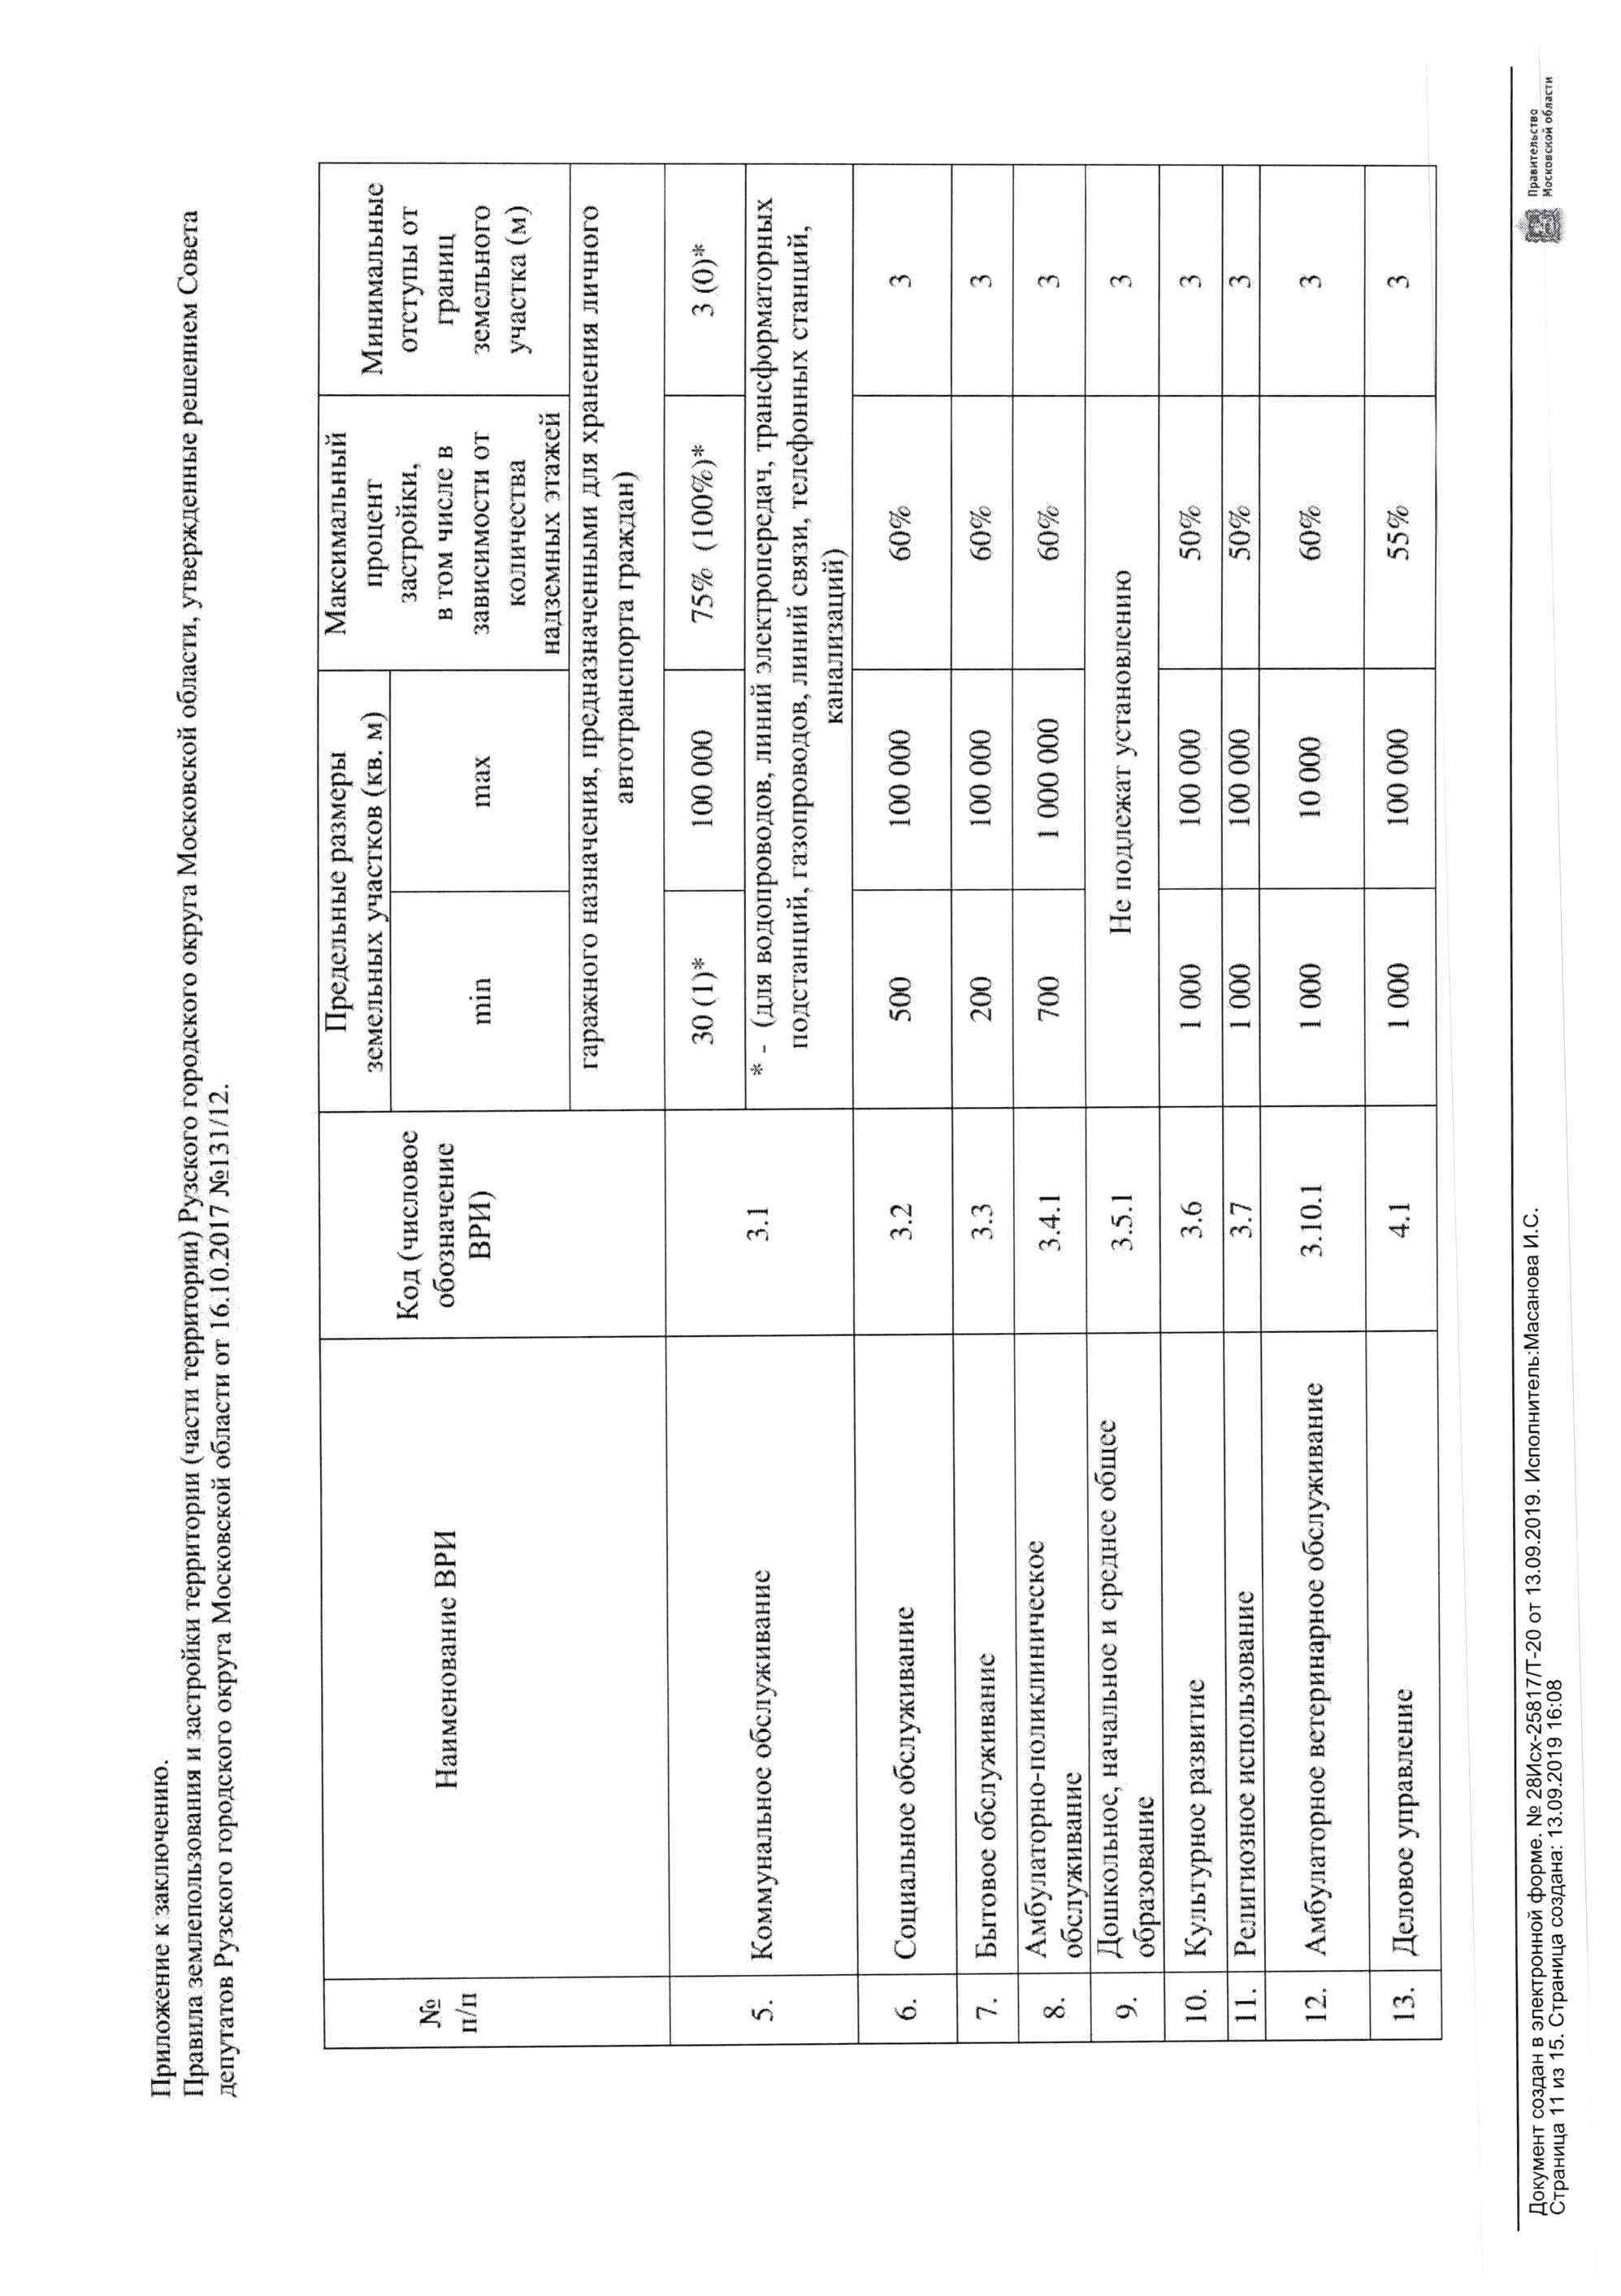 Приложение к заключению.
Правила землепользования и застройки территории (части территории) Рузского городского округа Московской области, утвержденные решением Совета
депутатов Рузского городского округа Московской области от 16.10.2017 №131/12.
№
п/п
Наименование ВРИ
Код (числовое
обозначение
ВРИ)
Предельные размеры
земельных участков (кв. м)
min
max
Максимальный
процент
застройки,
в том числе в
зависимости от
количества
надземных этажей
Минимальные
отступы от
границ
земельного
участка (м)
гаражного назначения, предназначенными для хранения личного
автотранспорта граждан)
5.
Коммунальное обслуживание
3.1
30 (1)*
100 000
75% (100%)*
3 (0)*
* - (для водопроводов, линий электропередач, трансформаторных
подстанций, газопроводов, линий связи, телефонных станций,
канализаций)
6.
Социальное обслуживание
3.2
500
100 000
60%
3
7.
Бытовое обслуживание
3.3
200
100 000
60%
3
8.
Амбулаторно-поликлиническое
обслуживание
3.4.1
700
1 000 000
60%
3
9.
Дошкольное, начальное и среднее общее
образование
3.5.1
Не подлежат установлению
3
10.
Культурное развитие
3.6
1 000
100 000
50%
3
11.
Религиозное использование
3.7
1 000
100 000
50%
3
12.
Амбулаторное ветеринарное обслуживание
3.10.1
1 000
10 000
60%
3
13.
Деловое управление
4.1
1 000
100 000
55%
3
Документ создан в электронной форме. № 28Исх-25817/Т-20 от 13.09.2019. Исполнитель:Масанова И.С.
Страница 11 из 15. Страница создана: 13.09.2019 16:08
Правительство
Московской области